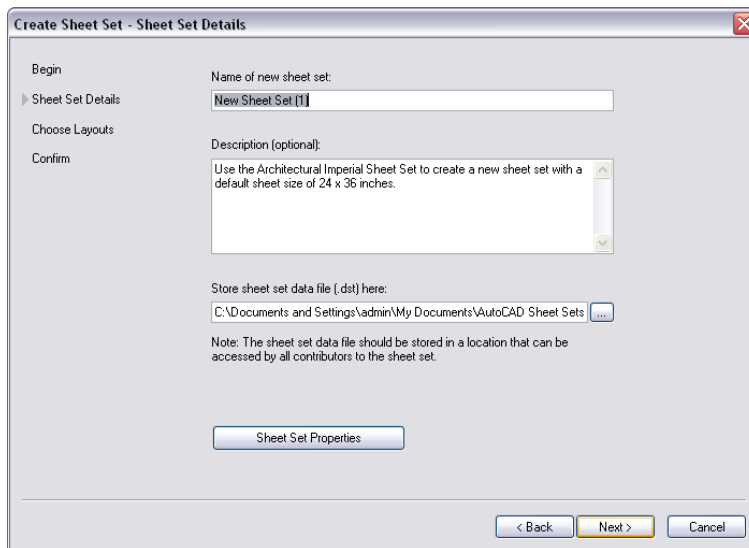 Create Sheet Set - Sheet Set Details
Begin
Sheet Set Details
Choose Layouts
Confirm
Name of new sheet set:
New Sheet Set (1)
Description (optional):
Use the Architectural Imperial Sheet Set to create a new sheet set with a
default sheet size of 24 x 36 inches.
Store sheet set data file (.dst) here:
C:\Documents and Settings\admin\My Documents\AutoCAD Sheet Sets
...
Note: The sheet set data file should be stored in a location that can be
accessed by all contributors to the sheet set.
Sheet Set Properties
< Back
Next >
Cancel